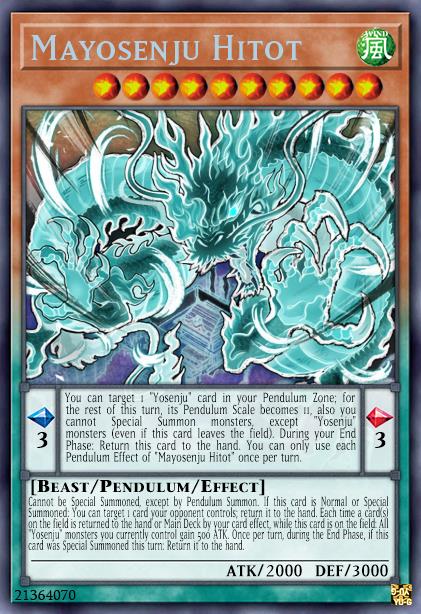 Mayosenju Hitot
WIND
風
You can target 1 "Yosenju" card in your Pendulum Zone; for
the rest of this turn, its Pendulum Scale becomes 11, also you
cannot Special Summon monsters, except "Yosenju"
monsters (even if this card leaves the field). During your End
Phase: Return this card to the hand. You can only use each
Pendulum Effect of "Mayosenju Hitot" once per turn.
3
3
[Beast/Pendulum/Effect]
Cannot be Special Summoned, except by Pendulum Summon. If this card is Normal or Special
Summoned: You can target 1 card your opponent controls; return it to the hand. Each time a card(s)
on the field is returned to the hand or Main Deck by your card effect, while this card is on the field: All
"Yosenju" monsters you currently control gain 500 ATK. Once per turn, during the End Phase, if this
card was Special Summoned this turn: Return it to the hand.
ATK/2000 DEF/3000
21364070